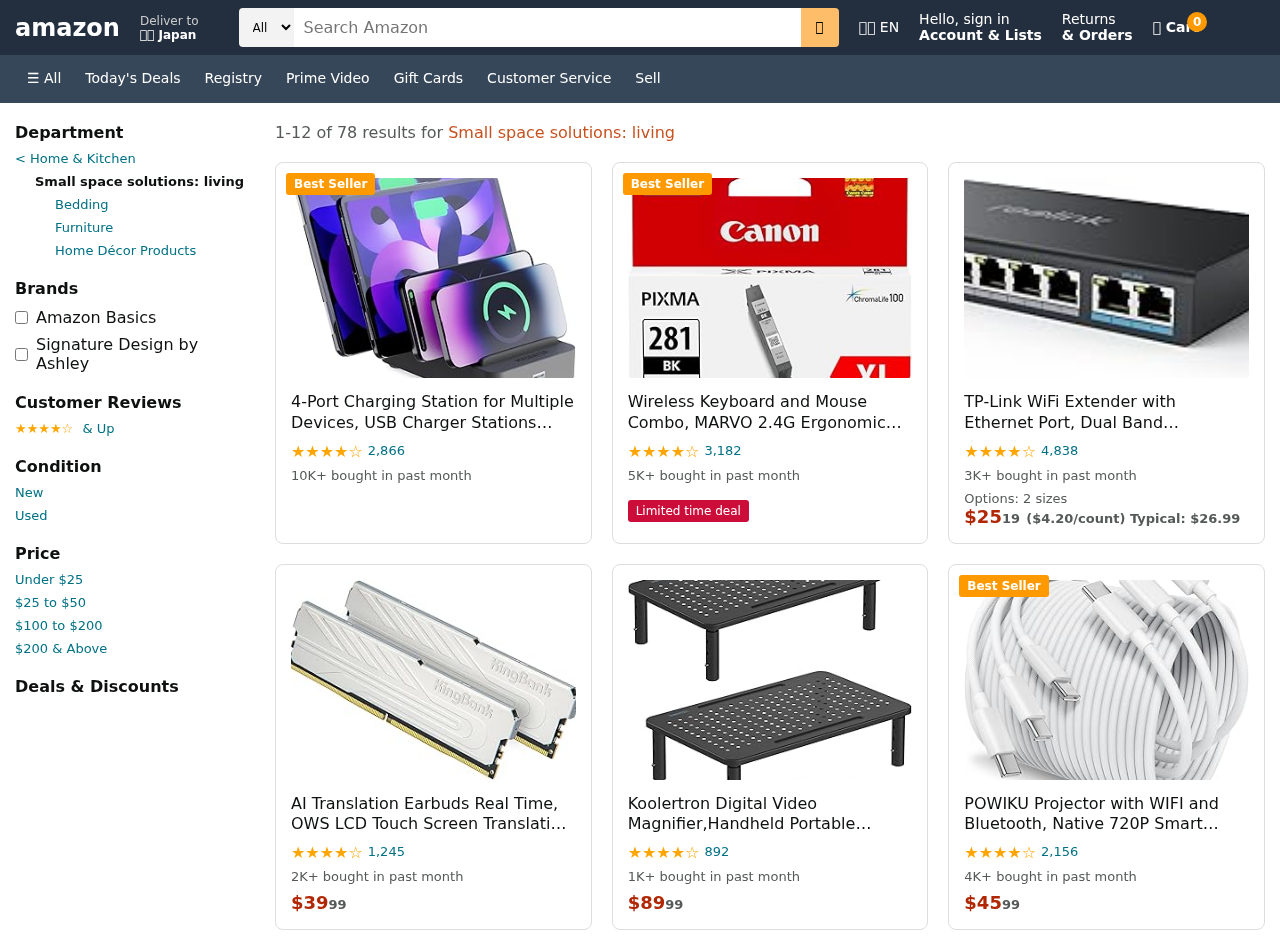 amazon
Deliver to
Japan
All
Search Amazon
EN
Hello, sign in
Account & Lists
Returns
& Orders
0
☰ All
Today's Deals
Registry
Prime Video
Gift Cards
Customer Service
Sell
Department
< Home & Kitchen
Small space solutions: living
Bedding
Furniture
Home Décor Products
Brands
Amazon Basics
Signature Design by
Ashley
Customer Reviews
★★★★☆ & Up
Condition
New
Used
Price
Under $25
$25 to $50
$100 to $200
$200 & Above
Deals & Discounts
1-12 of 78 results for Small space solutions: living
Best Seller
4-Port Charging Station for Multiple
Devices, USB Charger Stations…
★★★★☆ 2,866
10K+ bought in past month
Best Seller
Canon
PIXMA
281
PIXMA
ChromaLife100
281
BK
XL
Wireless Keyboard and Mouse
Combo, MARVO 2.4G Ergonomic…
★★★★☆ 3,182
5K+ bought in past month
Limited time deal
reolink
TP-Link WiFi Extender with
Ethernet Port, Dual Band…
★★★★☆ 4,838
3K+ bought in past month
Options: 2 sizes
$25 19 ($4.20/count) Typical: $26.99
KingBank
KingBank
AI Translation Earbuds Real Time,
OWS LCD Touch Screen Translati…
★★★★☆ 1,245
2K+ bought in past month
$39 99
Koolertron Digital Video
Magnifier,Handheld Portable…
★★★★☆ 892
1K+ bought in past month
$89 99
Best Seller
POWIKU Projector with WIFI and
Bluetooth, Native 720P Smart…
★★★★☆ 2,156
4K+ bought in past month
$45 99